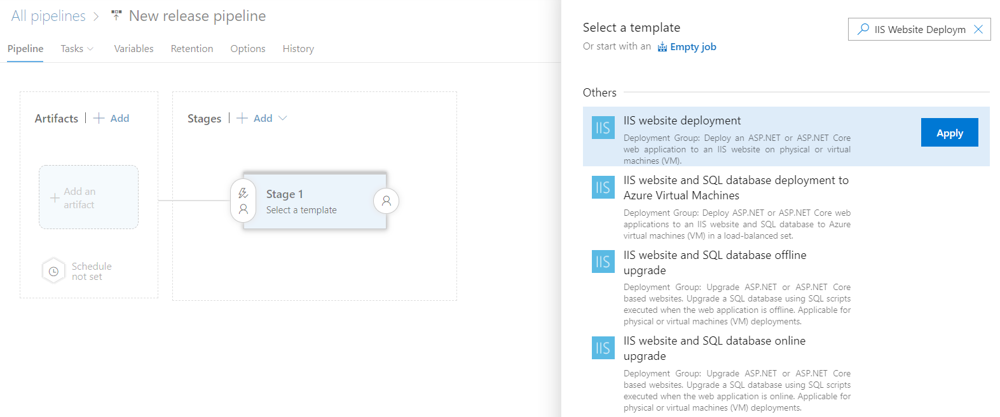 All pipelines > New release pipeline
Pipeline Tasks Variables Retention Options History
Artifacts | + Add
Add an
artifact
Schedule
not set
Stages | + Add
Stage 1
Select a template
Select a template
Or start with an Empty job
IIS Website Deploym
Others
IIS
IIS website deployment
Deployment Group: Deploy an ASP.NET or ASP.NET Core
web application to an IIS website on physical or virtual
machines (VM).
Apply
IIS
IIS website and SQL database deployment to
Azure Virtual Machines
Deployment Group: Deploy ASP.NET or ASP.NET Core web
applications to an IIS website and SQL database to Azure
virtual machines (VM) in a load-balanced set.
IIS
IIS website and SQL database offline
upgrade
Deployment Group: Upgrade ASP.NET or ASP.NET Core
based websites. Upgrade a SQL database using SQL scripts
executed when the web application is offline. Applicable for
physical or virtual machines (VM) deployments.
IIS
IIS website and SQL database online
upgrade
Deployment Group: Upgrade ASP.NET or ASP.NET Core
based websites. Upgrade a SQL database using SQL scripts
executed when the web application is online. Applicable for
physical or virtual machines (VM) deployments.